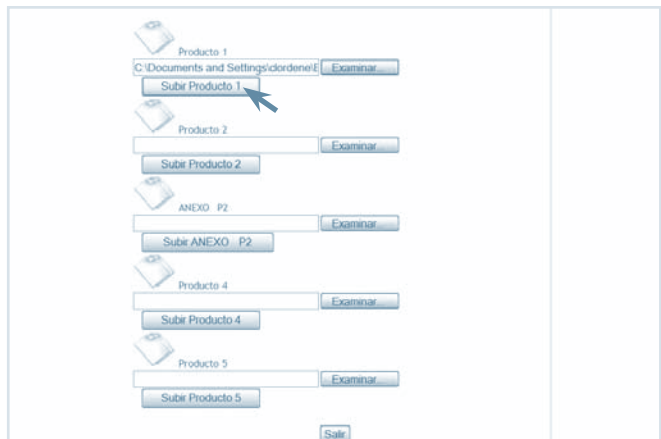 Producto 1
C:\Documents and Settings\dordene\E Examinar...
Subir Producto 1
Producto 2
Examinar...
Subir Producto 2
ANEXO P2
Examinar...
Subir ANEXO P2
Producto 4
Examinar...
Subir Producto 4
Producto 5
Examinar...
Subir Producto 5
Salir